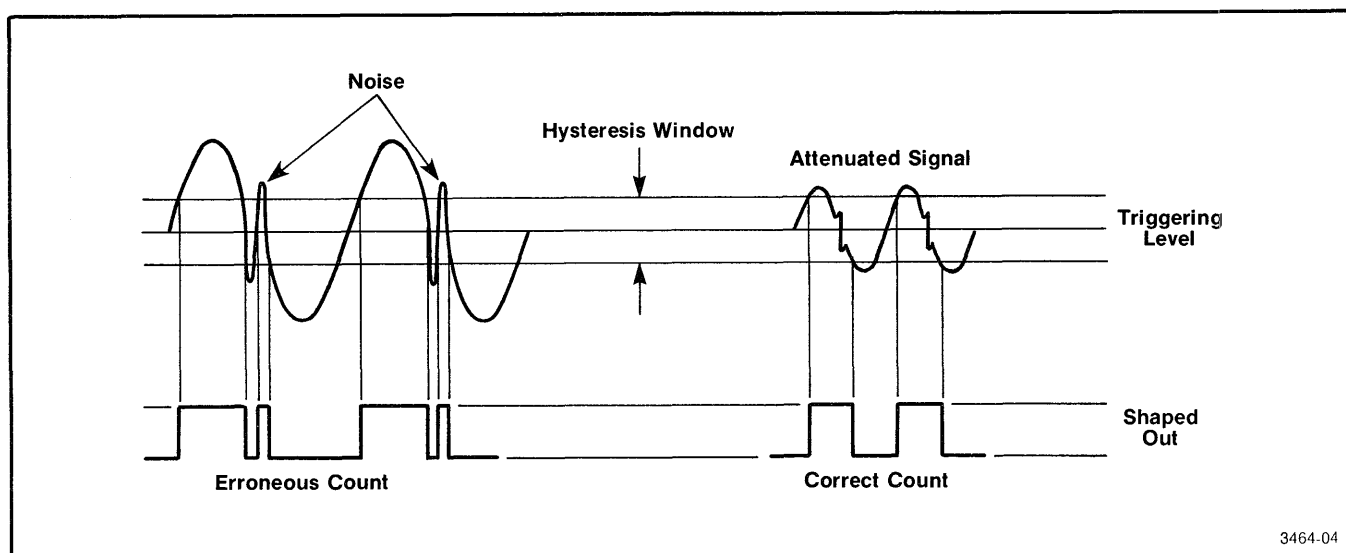 Noise
Hysteresis Window
Attenuated Signal
Triggering
Level
Shaped
Out
Erroneous Count
Correct Count
3464-04